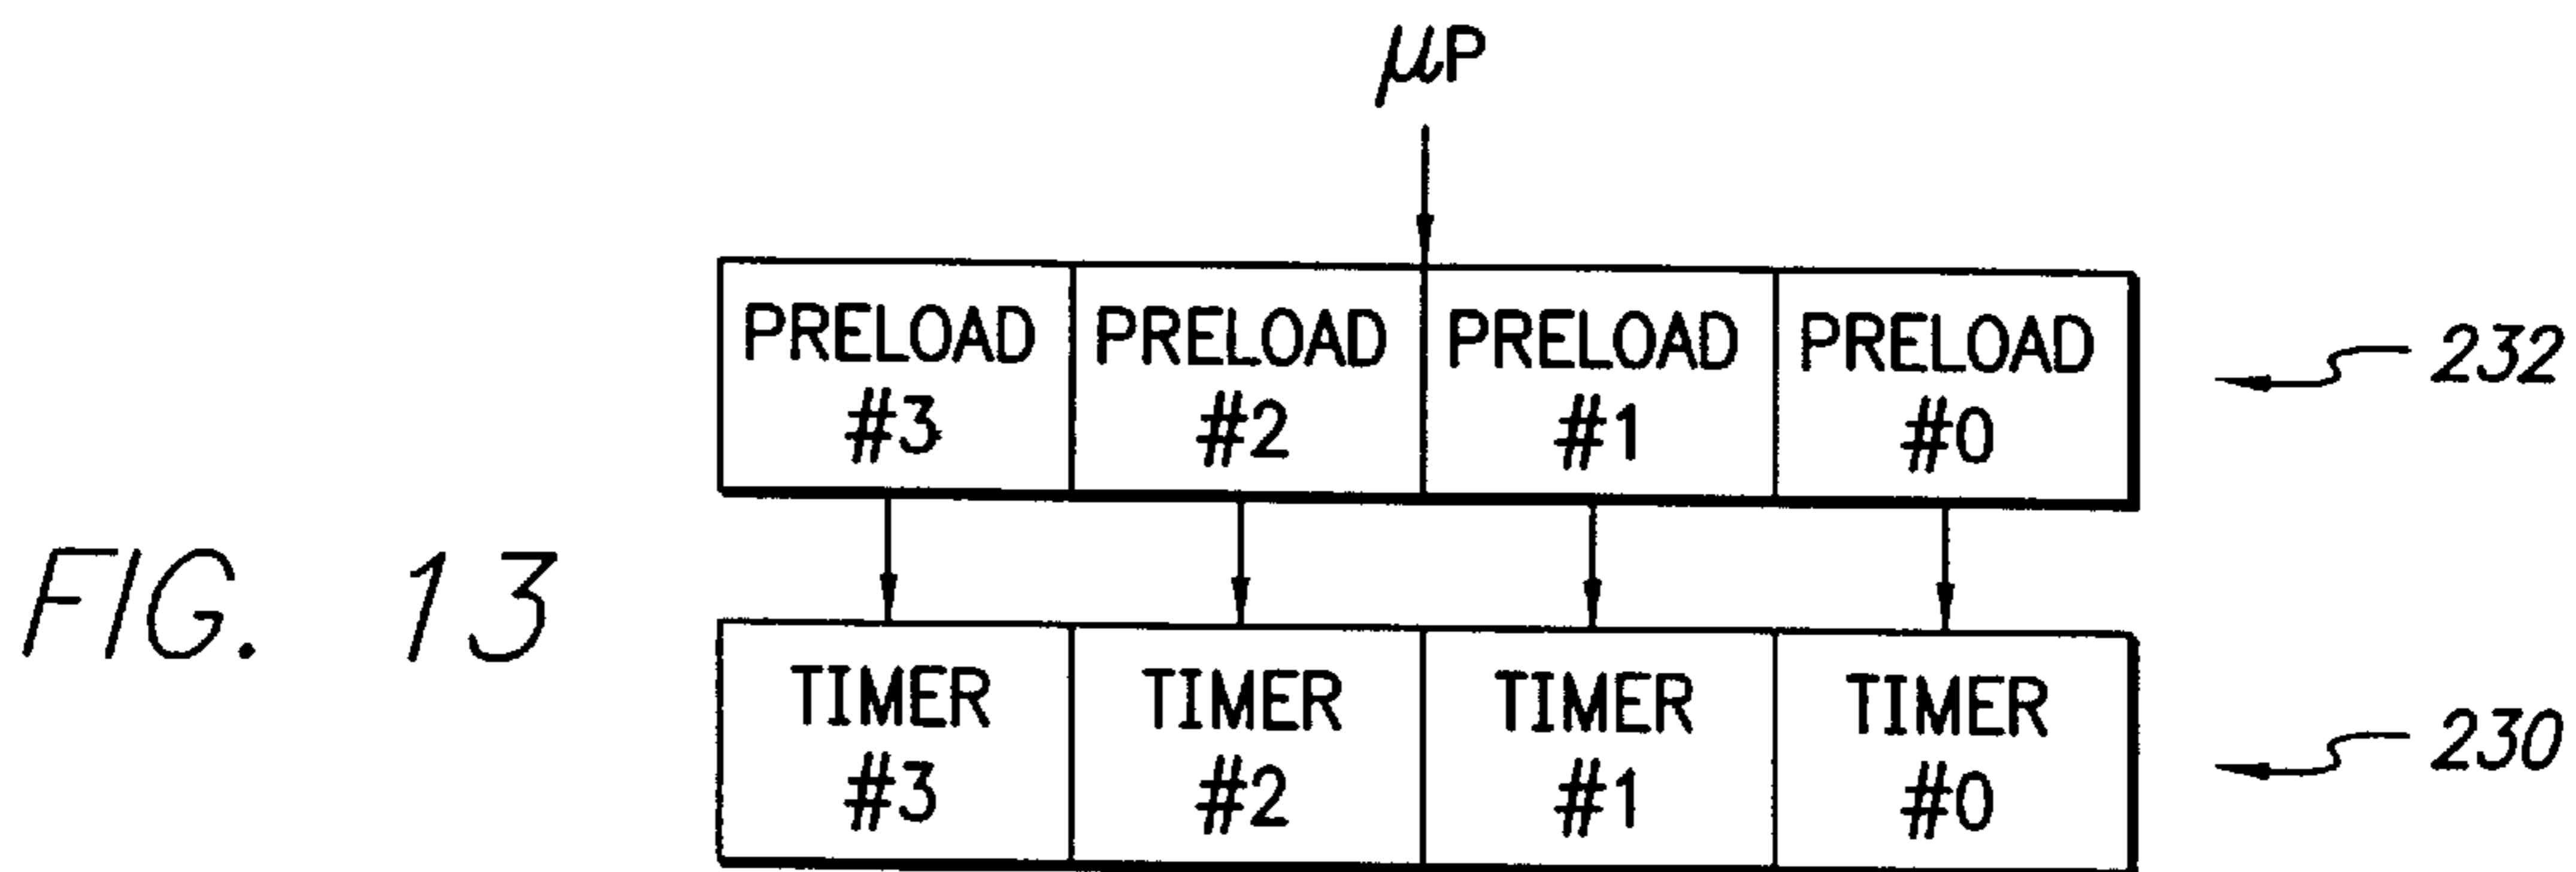 μP
PRELOAD PRELOAD PRELOAD PRELOAD
#3 #2 #1 #0
232
FIG. 13
TIMER TIMER TIMER TIMER
#3 #2 #1 #0
230